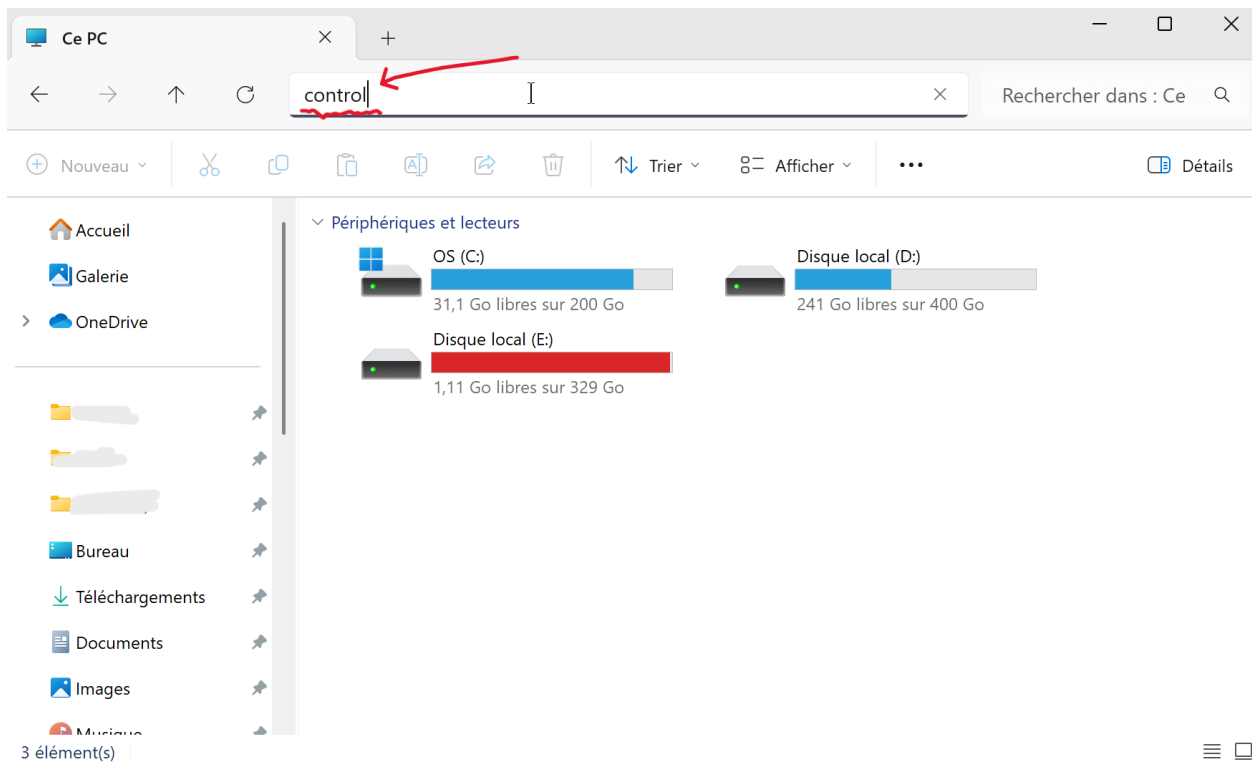 Ce PC
control
Rechercher dans : Ce
Nouveau
Trier
Afficher
Détails
Accueil
Galerie
OneDrive
Bureau
Téléchargements
Documents
Images
Musique
Périphériques et lecteurs
OS (C:)
31,1 Go libres sur 200 Go
Disque local (D:)
241 Go libres sur 400 Go
Disque local (E:)
1,11 Go libres sur 329 Go
3 élément(s)